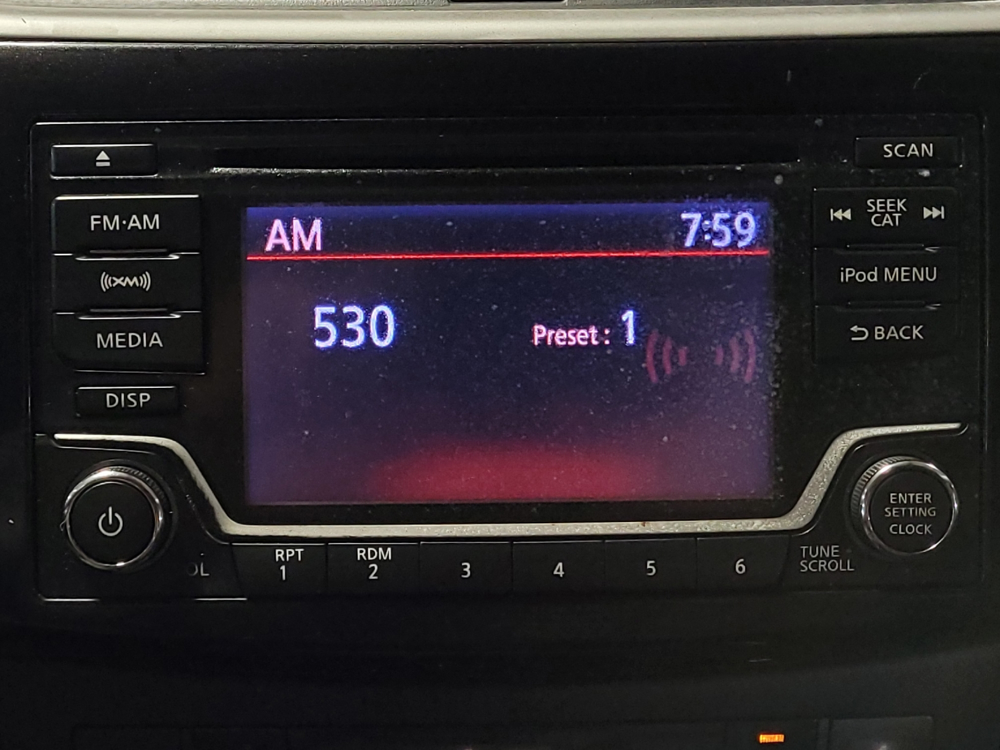 SCAN
FM·AM
SEEK
CAT
AM
7:59
((XM))
iPod MENU
530
Preset : 1
MEDIA
BACK
DISP
ENTER
SETTING
CLOCK
RPT
1
RDM
2
3
4
5
6
TUNE
SCROLL